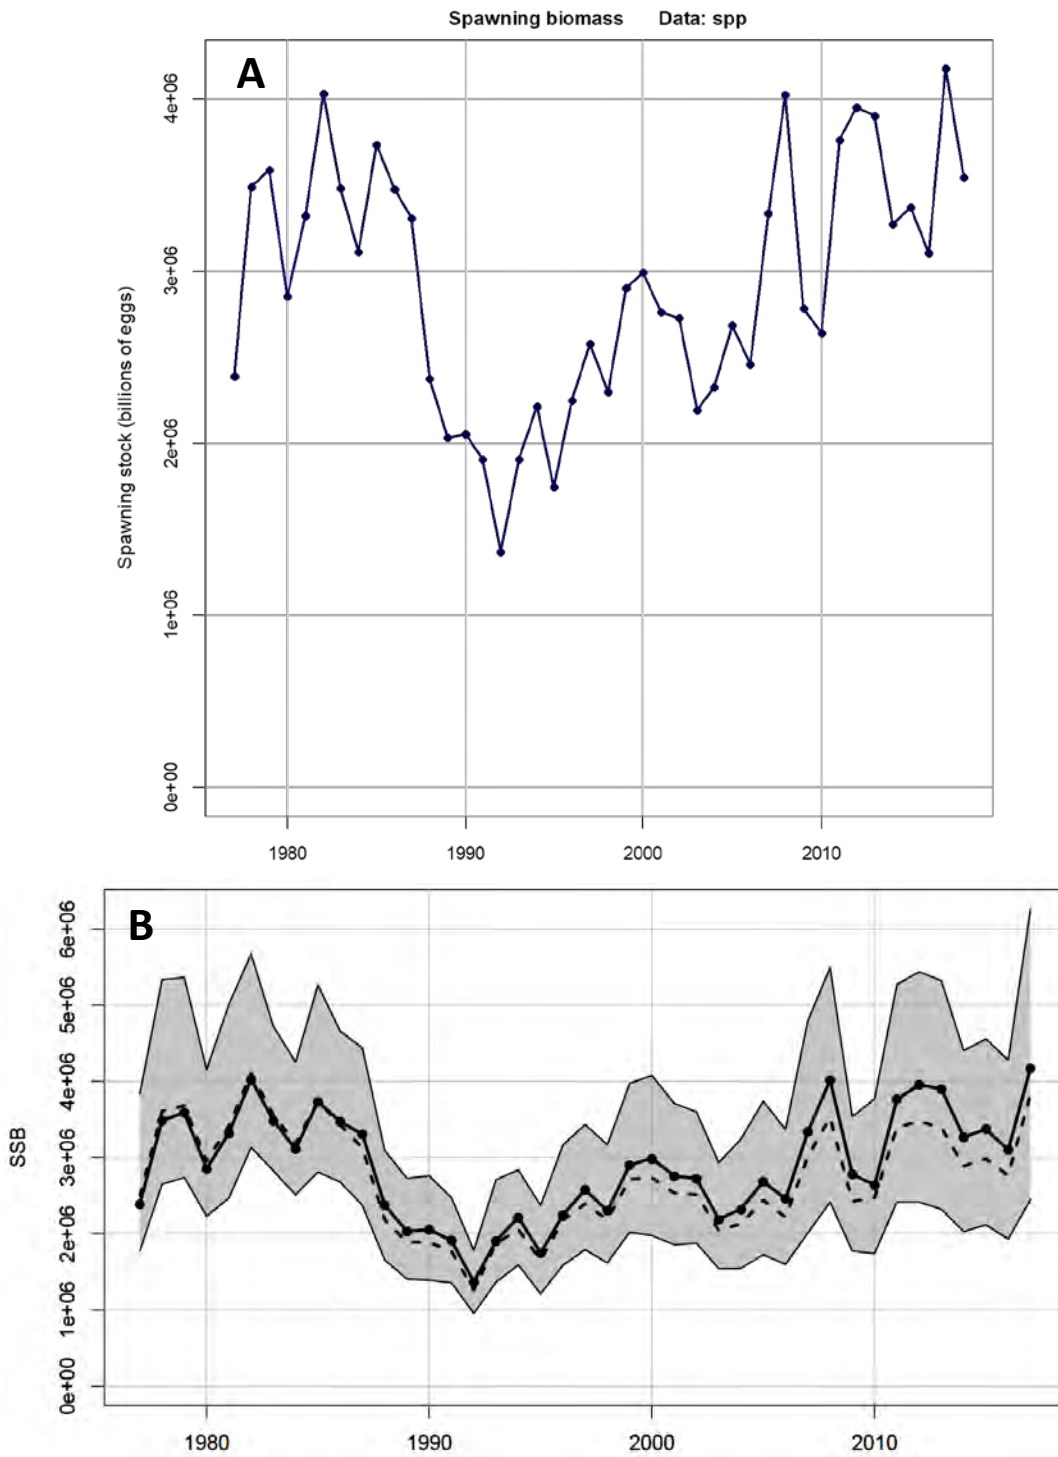 Spawning biomass Data: spp
A
Spawning stock (billions of eggs)
4e+06
3e+06
2e+06
1e+06
0e+00
1980 1990 2000 2010
B
SSB
6e+06
5e+06
4e+06
3e+06
2e+06
1e+06
0e+00
1980 1990 2000 2010